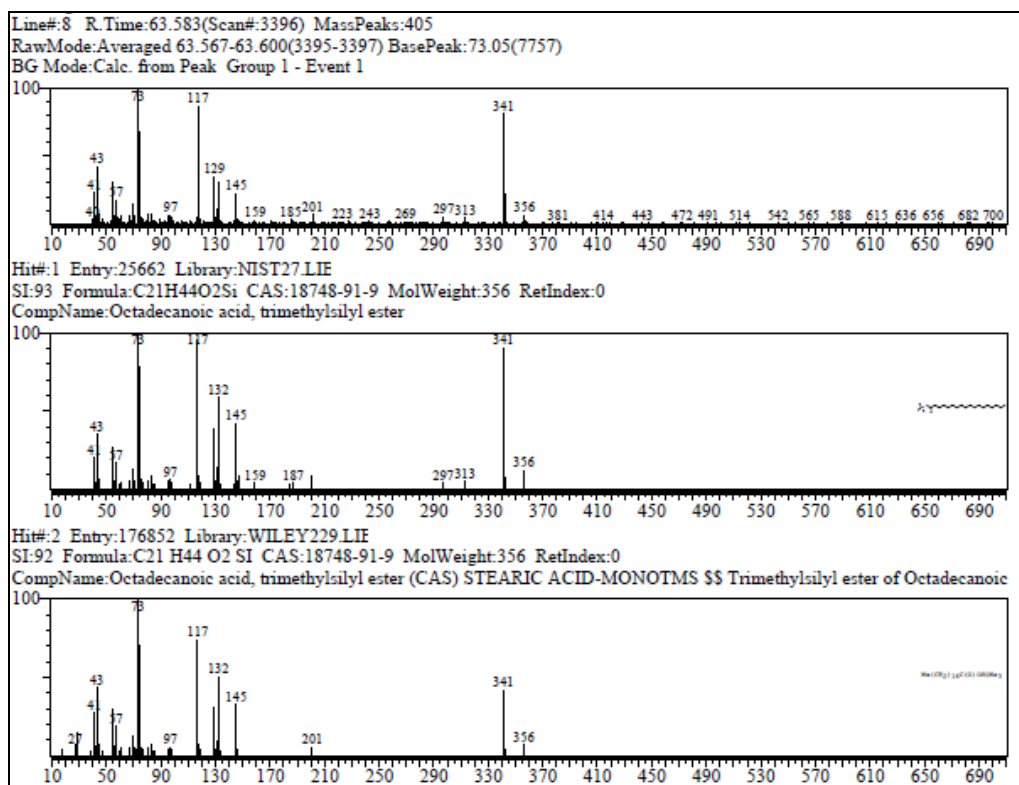 Line#:8 R.Time:63.583(Scan#:3396) MassPeaks:405
RawMode:Averaged 63.567-63.600(3395-3397) BasePeak:73.05(7757)
BG Mode:Calc. from Peak Group 1 - Event 1
100
73 117 341
43 129
41 57 145
40 97 159 185 201 223 243 269 297 313 356 381 414 443 472 491 514 542 565 588 615 636 656 682 700
10 50 90 130 170 210 250 290 330 370 410 450 490 530 570 610 650 690
Hit#:1 Entry:25662 Library:NIST27.LIE
SI:93 Formula:C21H44O2Si CAS:18748-91-9 MolWeight:356 RetIndex:0
CompName:Octadecanoic acid, trimethylsilyl ester
100
73 117 341
132
43 145
41 57 97 159 187 297 313 356
10 50 90 130 170 210 250 290 330 370 410 450 490 530 570 610 650 690
Hit#:2 Entry:176852 Library:WILEY229.LIE
SI:92 Formula:C21 H44 O2 SI CAS:18748-91-9 MolWeight:356 RetIndex:0
CompName:Octadecanoic acid, trimethylsilyl ester (CAS) STEARIC ACID-MONOTMS $$ Trimethylsilyl ester of Octadecanoic
100
73
117
132
43 341
41 57 145
27 97 201 356
10 50 90 130 170 210 250 290 330 370 410 450 490 530 570 610 650 690